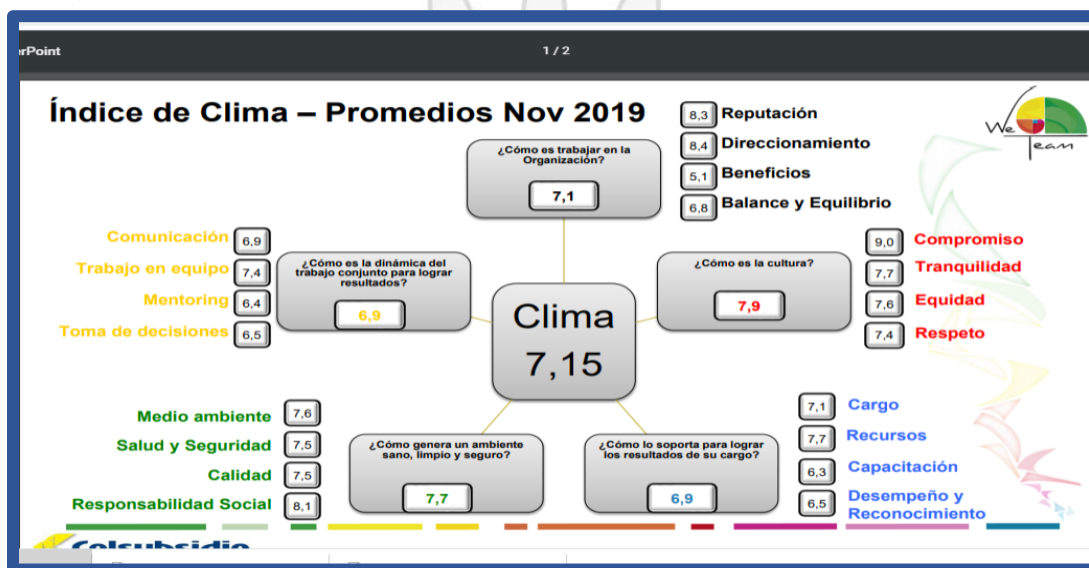 erPoint
1 / 2
Índice de Clima – Promedios Nov 2019
8,3 Reputación
8,4 Direccionamiento
5,1 Beneficios
6,8 Balance y Equilibrio
We Team
¿Cómo es trabajar en la
Organización?
7,1
Comunicación 6,9
Trabajo en equipo 7,4
Mentoring 6,4
Toma de decisiones 6,5
¿Cómo es la dinámica del
trabajo conjunto para lograr
resultados?
6,9
¿Cómo es la cultura?
7,9
9,0 Compromiso
7,7 Tranquilidad
7,6 Equidad
7,4 Respeto
Clima
7,15
Medio ambiente 7,6
Salud y Seguridad 7,5
Calidad 7,5
Responsabilidad Social 8,1
¿Cómo genera un ambiente
sano, limpio y seguro?
7,7
¿Cómo lo soporta para lograr
los resultados de su cargo?
6,9
7,1 Cargo
7,7 Recursos
6,3 Capacitación
6,5 Desempeño y
Reconocimiento
Colsubsidio